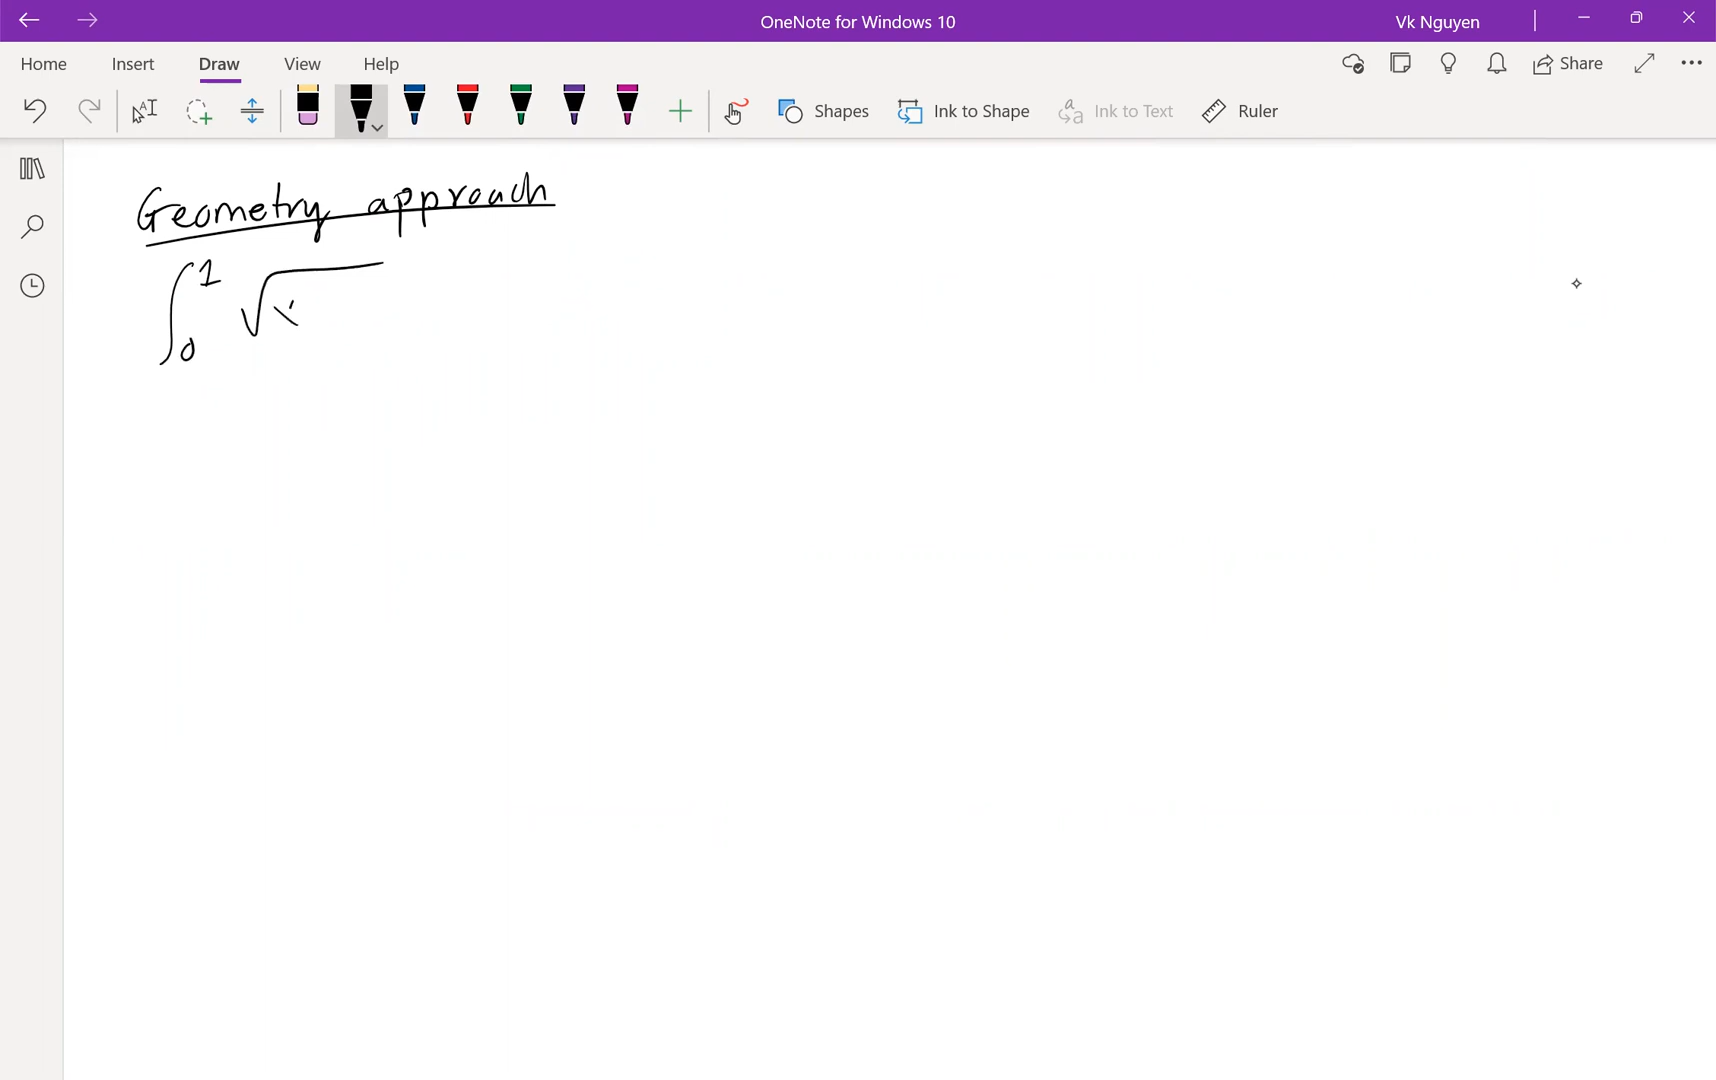 OneNote for Windows 10
Vk Nguyen
Home Insert Draw View Help
Share
Shapes Ink to Shape Ink to Text Ruler
Geometry approach
∫₀¹ √x